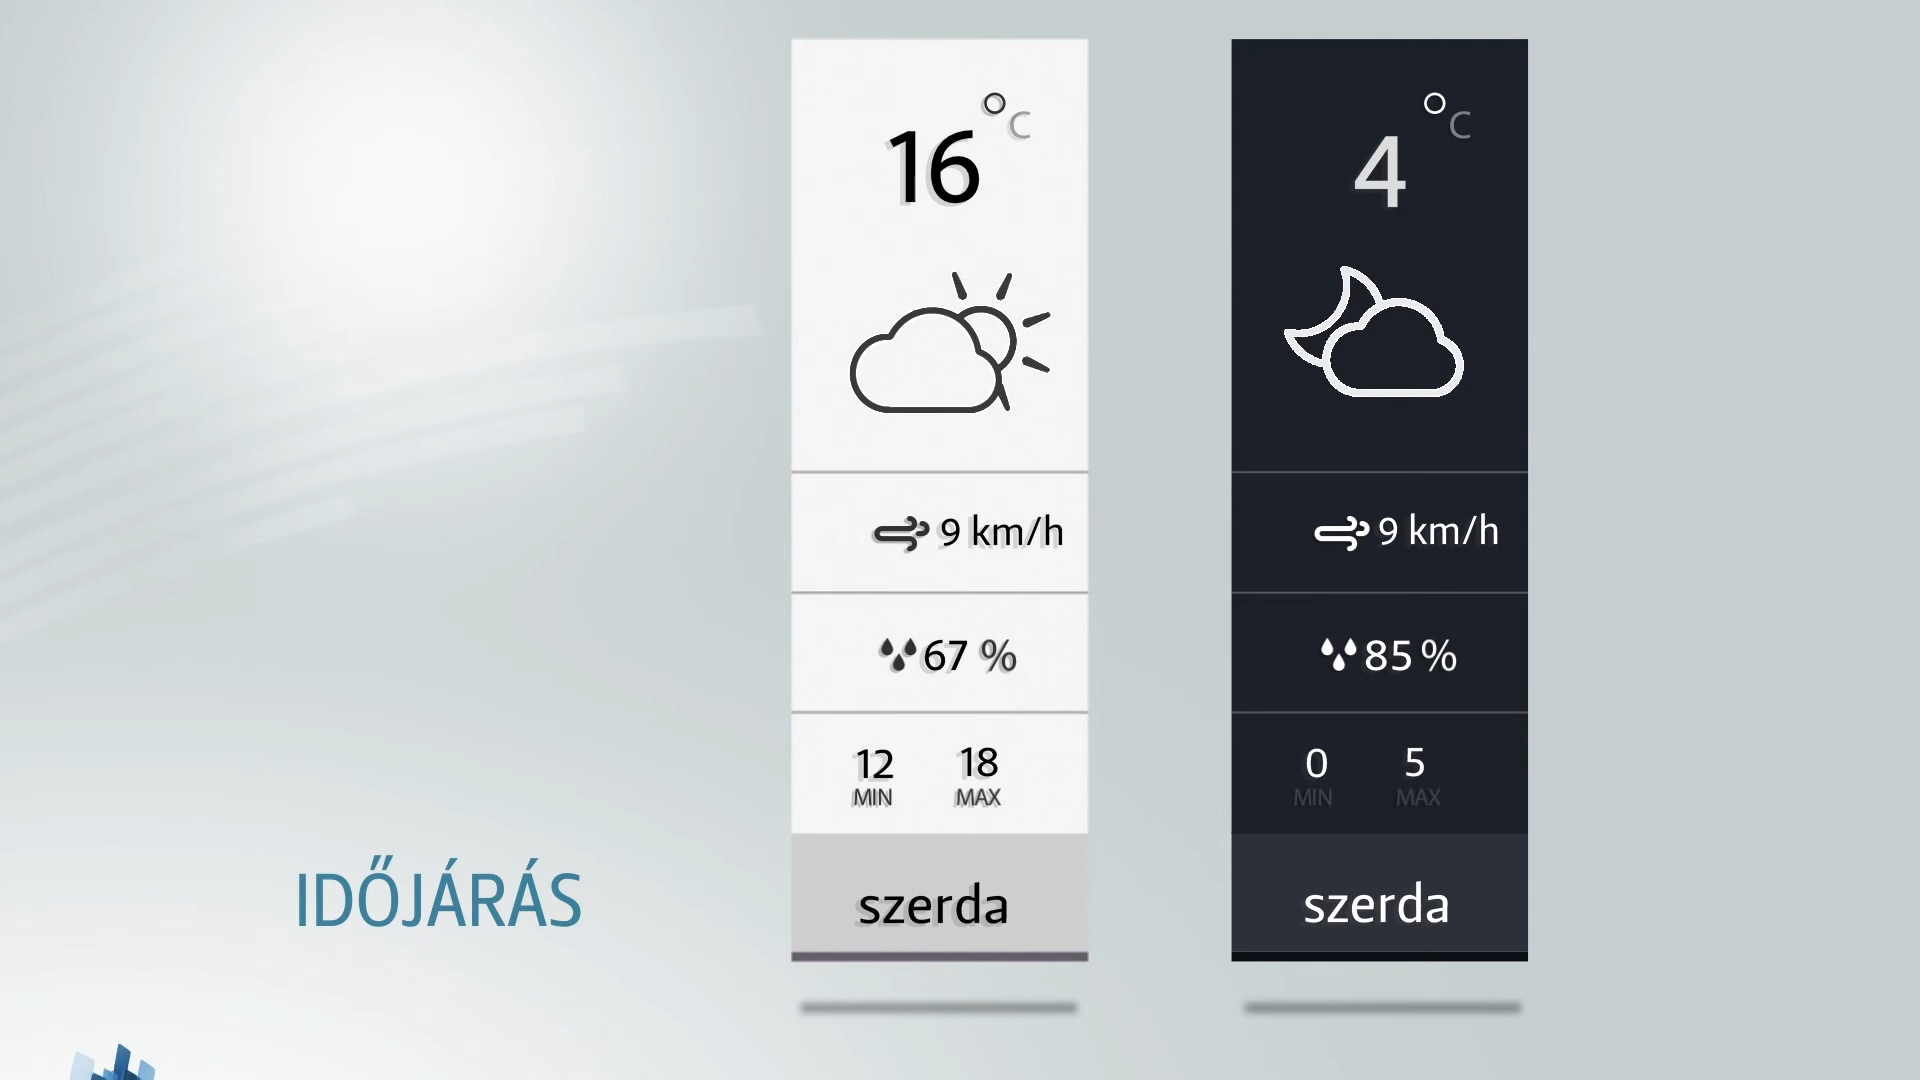 16 °C
9 km/h
67 %
12 18
MIN MAX
szerda
4 °C
9 km/h
85 %
0 5
MIN MAX
szerda
IDŐJÁRÁS